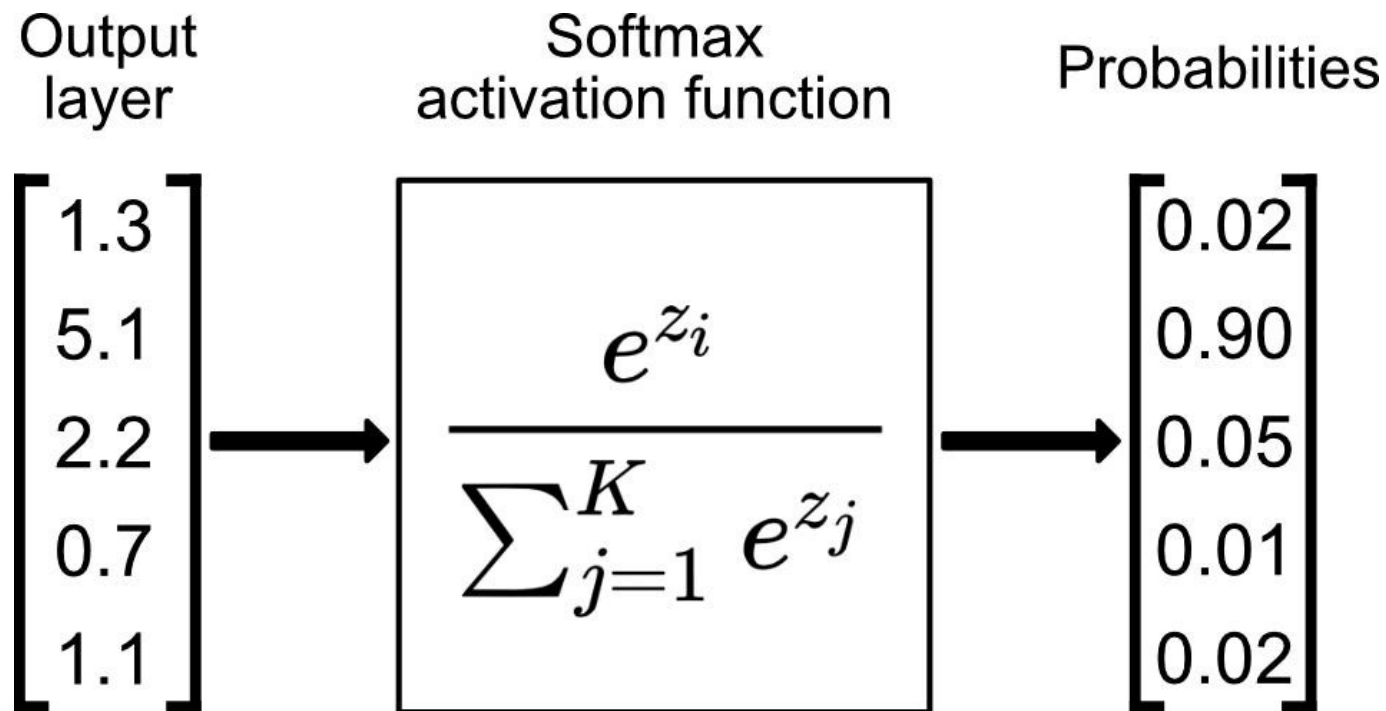 Output
layer
Softmax
activation function
Probabilities
1.3
5.1
2.2
0.7
1.1
e^{z_i}
\sum_{j=1}^{K} e^{z_j}
0.02
0.90
0.05
0.01
0.02